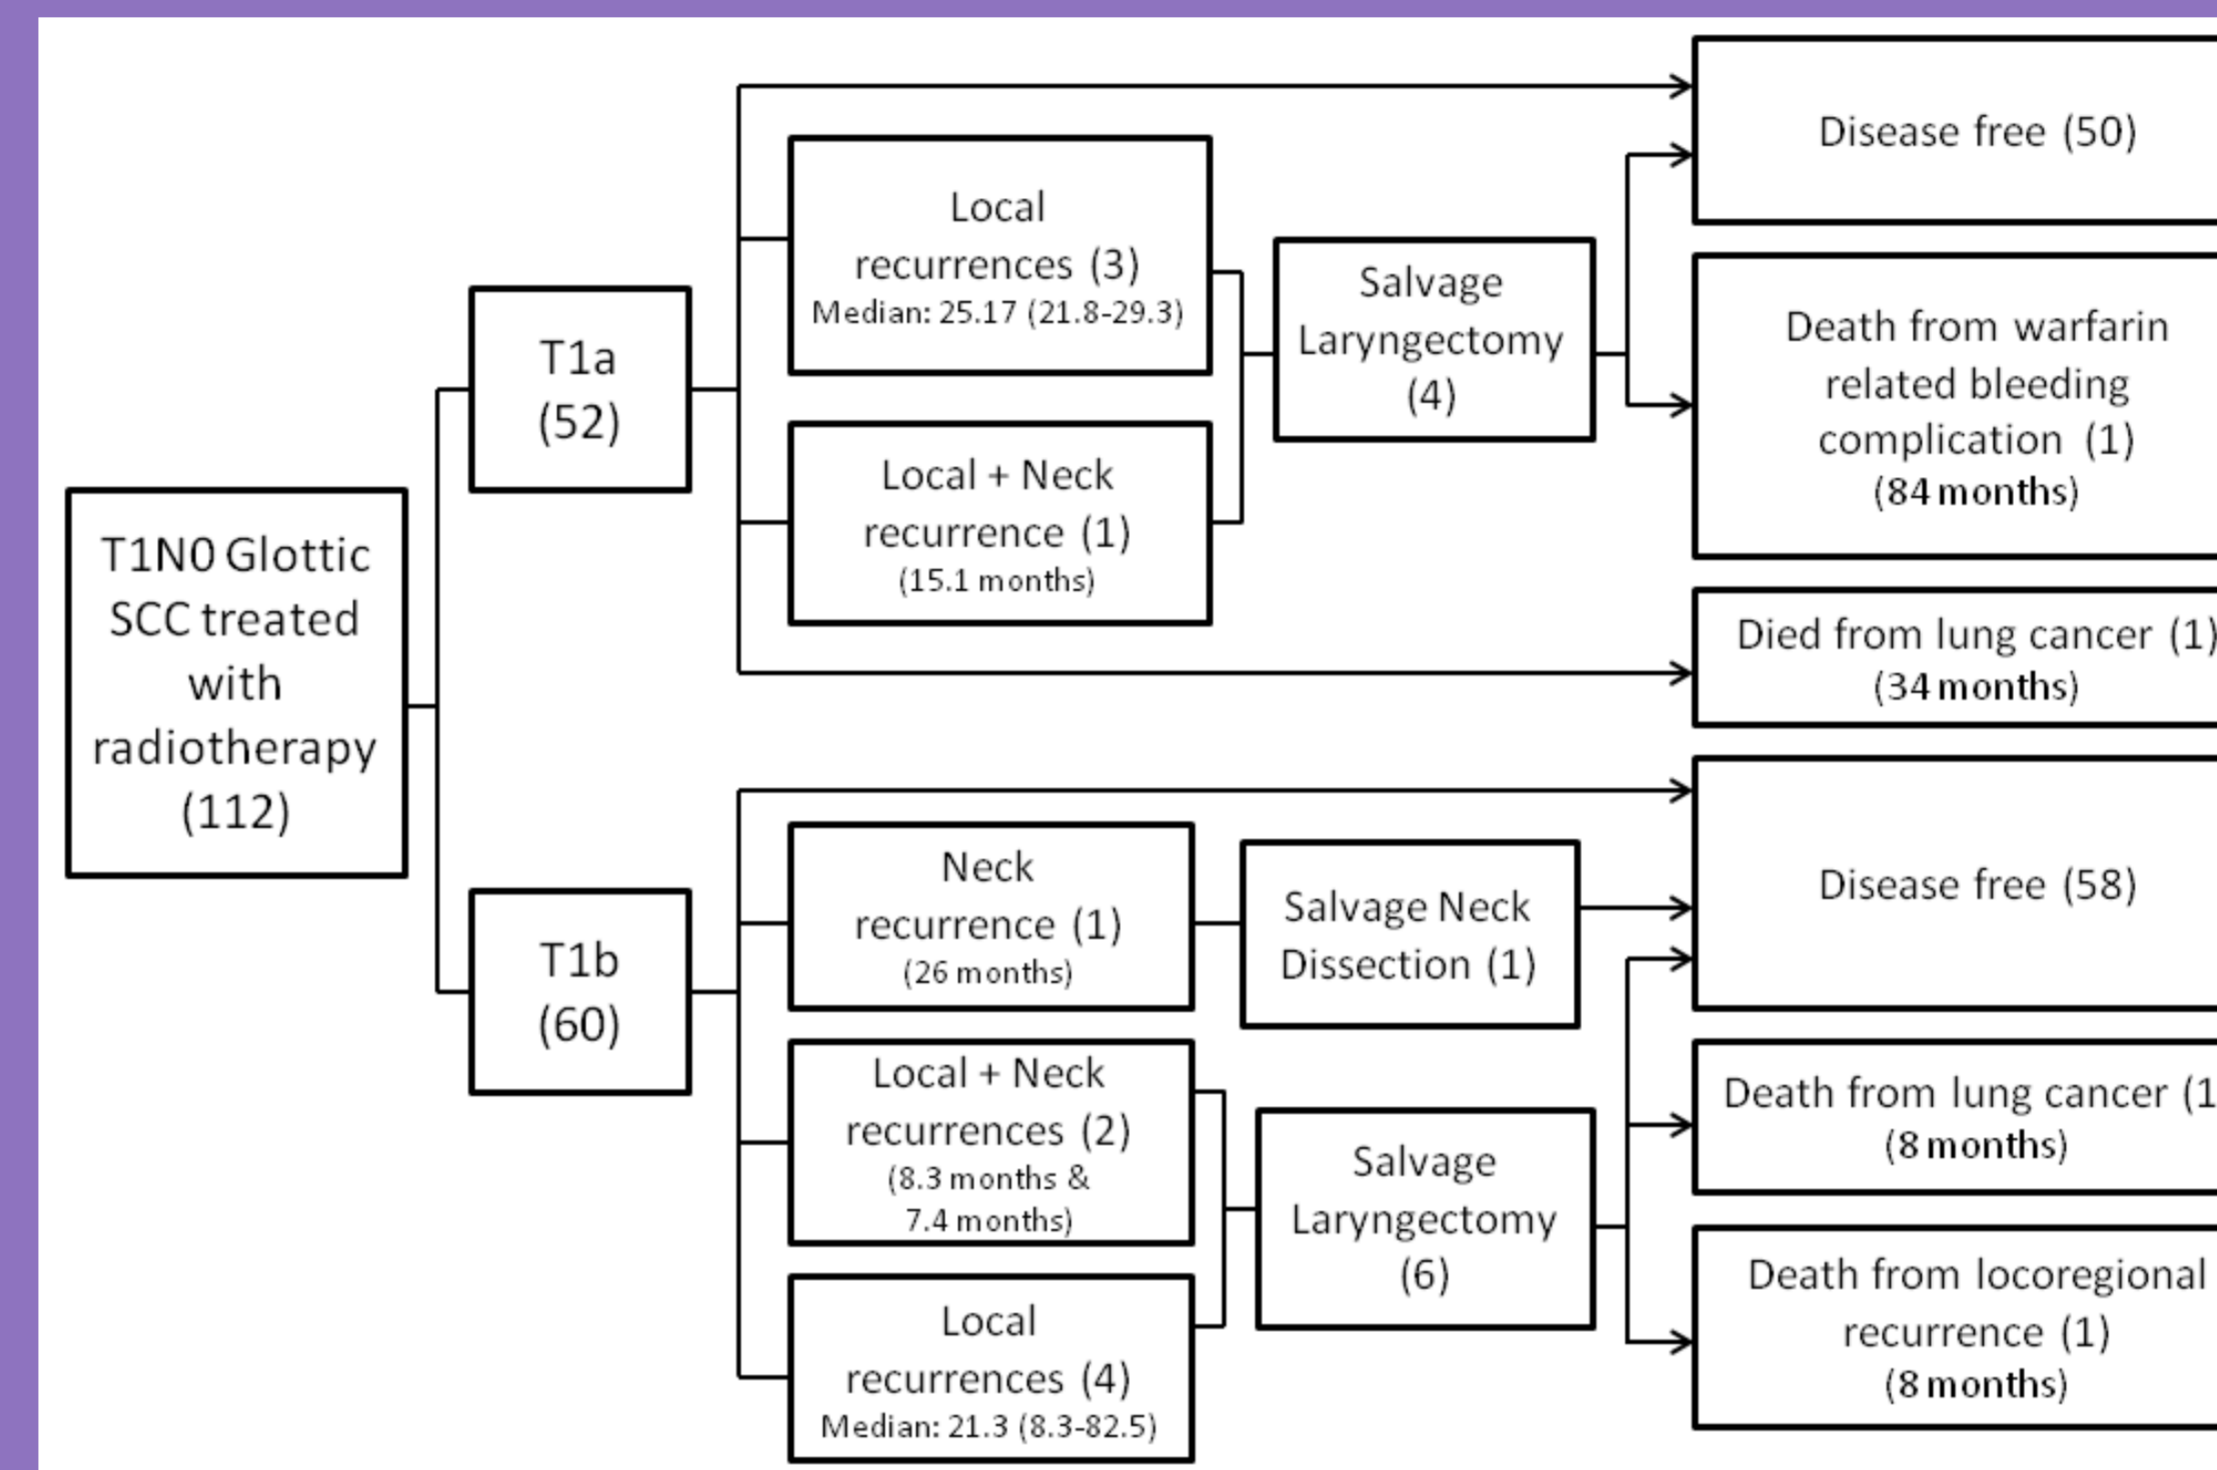 T1N0 Glottic
SCC treated
with
radiotherapy
(112)
T1a
(52)
Local
recurrences (3)
Median: 25.17 (21.8-29.3)
Local + Neck
recurrence (1)
(15.1 months)
Salvage
Laryngectomy
(4)
Disease free (50)
Death from warfarin
related bleeding
complication (1)
(84 months)
Died from lung cancer (1)
(34 months)
T1b
(60)
Neck
recurrence (1)
(26 months)
Salvage Neck
Dissection (1)
Local + Neck
recurrences (2)
(8.3 months &
7.4 months)
Local
recurrences (4)
Median: 21.3 (8.3-82.5)
Salvage
Laryngectomy
(6)
Disease free (58)
Death from lung cancer (1
(8 months)
Death from locoregional
recurrence (1)
(8 months)